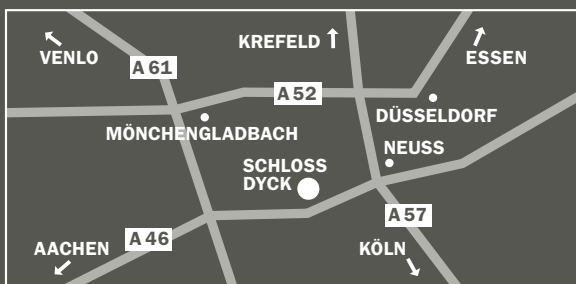 KREFELD
VENLO
ESSEN
A 61
A 52
DÜSSELDORF
MÖNCHENGLADBACH
NEUSS
SCHLOSS
DYCK
A 57
A 46
AACHEN
KÖLN